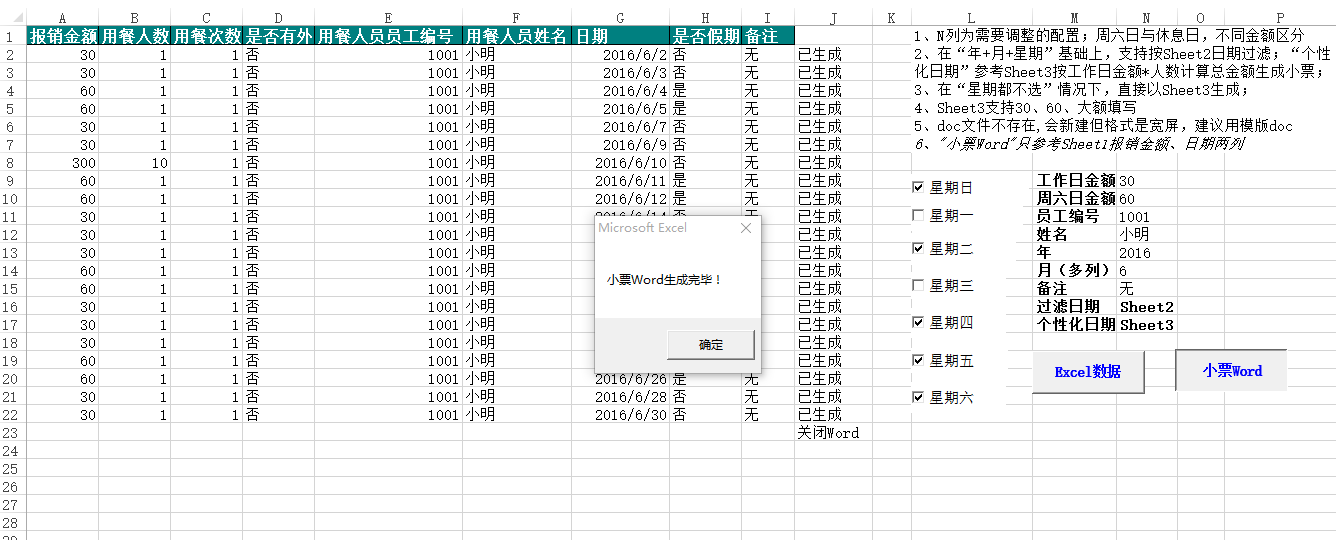 A B C D E F G H I J K L M N O P
1 报销金额 用餐人数 用餐次数 是否有外 用餐人员员工编号 用餐人员姓名 日期 是否假期 备注
2 30 1 1 否 1001 小明 2016/6/2 否 无 已生成
3 30 1 1 否 1001 小明 2016/6/3 否 无 已生成
4 60 1 1 否 1001 小明 2016/6/4 是 无 已生成
5 60 1 1 否 1001 小明 2016/6/5 是 无 已生成
6 30 1 1 否 1001 小明 2016/6/7 否 无 已生成
7 30 1 1 否 1001 小明 2016/6/9 否 无 已生成
8 300 10 1 否 1001 小明 2016/6/10 否 无 已生成
9 60 1 1 否 1001 小明 2016/6/11 是 无 已生成
10 60 1 1 否 1001 小明 2016/6/12 是 无 已生成
11 30 1 1 否 1001 小明 已生成
12 30 1 1 否 1001 小明 已生成
13 30 1 1 否 1001 小明 已生成
14 60 1 1 否 1001 小明 已生成
15 60 1 1 否 1001 小明 已生成
16 30 1 1 否 1001 小明 已生成
17 30 1 1 否 1001 小明 已生成
18 30 1 1 否 1001 小明 已生成
19 60 1 1 否 1001 小明 已生成
20 60 1 1 否 1001 小明 2016/6/26 是 无 已生成
21 30 1 1 否 1001 小明 2016/6/28 否 无 已生成
22 30 1 1 否 1001 小明 2016/6/30 否 无 已生成
23 关闭Word
24
25
26
27
28
Microsoft Excel
小票Word生成完毕！
确定
1、N列为需要调整的配置；周六日与休息日，不同金额区分
2、在“年+月+星期”基础上，支持按Sheet2日期过滤；“个性
化日期”参考Sheet3按工作日金额*人数计算总金额生成小票；
3、在“星期都不选”情况下，直接以Sheet3生成；
4、Sheet3支持30、60、大额填写
5、doc文件不存在,会新建但格式是宽屏，建议用模版doc
6、"小票Word"只参考Sheet1报销金额、日期两列
星期日
星期一
星期二
星期三
星期四
星期五
星期六
工作日金额 30
周六日金额 60
员工编号 1001
姓名 小明
年 2016
月（多列） 6
备注 无
过滤日期 Sheet2
个性化日期 Sheet3
Excel数据 小票Word